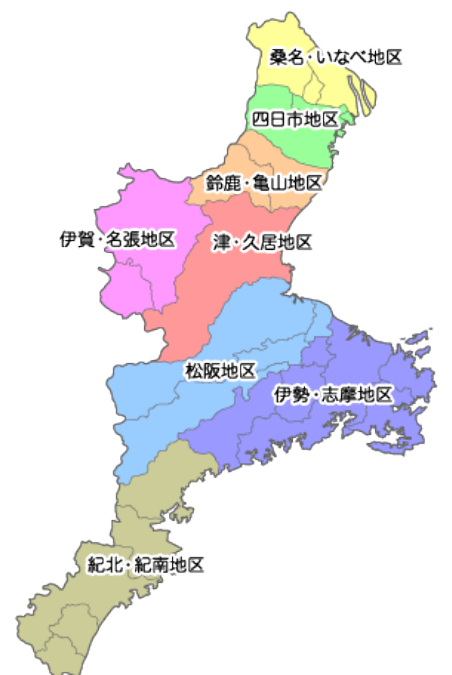 桑名・いなべ地区
四日市地区
鈴鹿・亀山地区
伊賀・名張地区
津・久居地区
松阪地区
伊勢・志摩地区
紀北・紀南地区